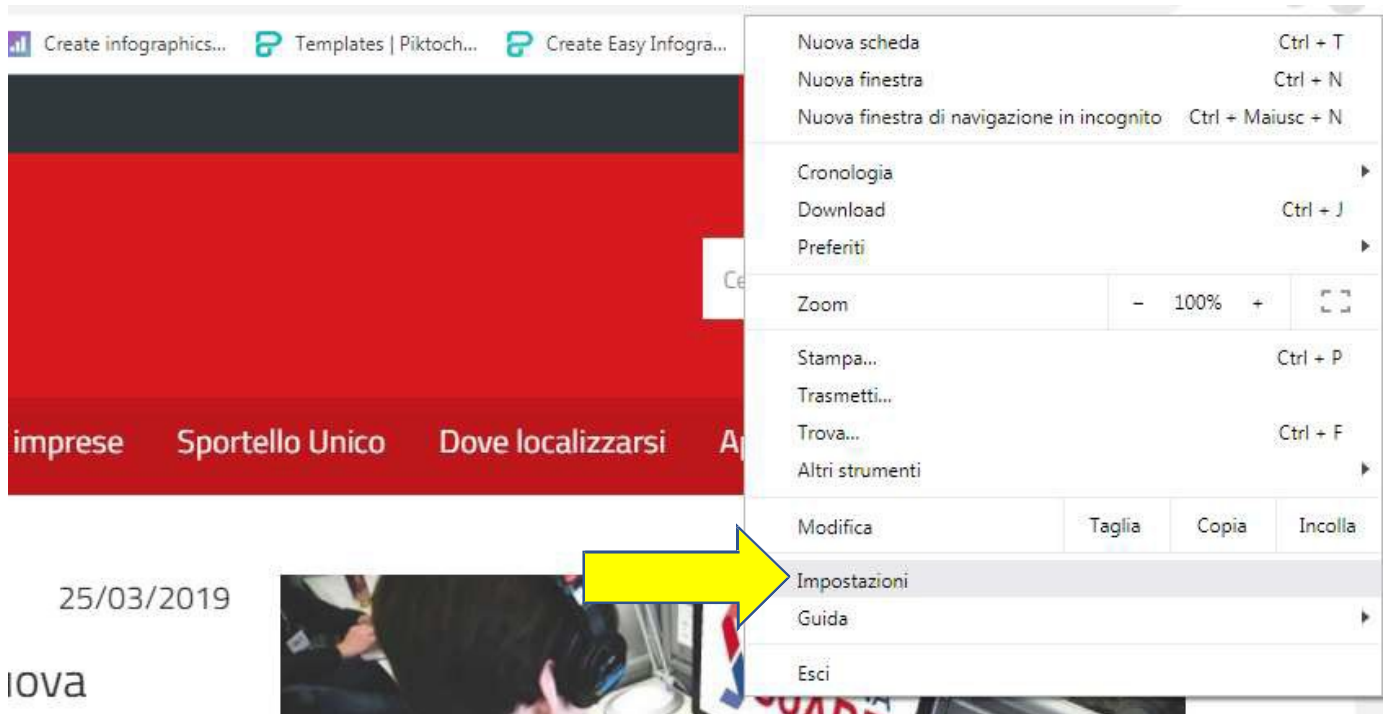 Create infographics...
Templates | Piktoch...
Create Easy Infogra...
imprese
Sportello Unico
Dove localizzarsi
25/03/2019
Nuova scheda Ctrl + T
Nuova finestra Ctrl + N
Nuova finestra di navigazione in incognito Ctrl + Maiusc + N
Cronologia
Download Ctrl + J
Preferiti
Zoom - 100% +
Stampa... Ctrl + P
Trasmetti...
Trova... Ctrl + F
Altri strumenti
Modifica Taglia Copia Incolla
Impostazioni
Guida
Esci